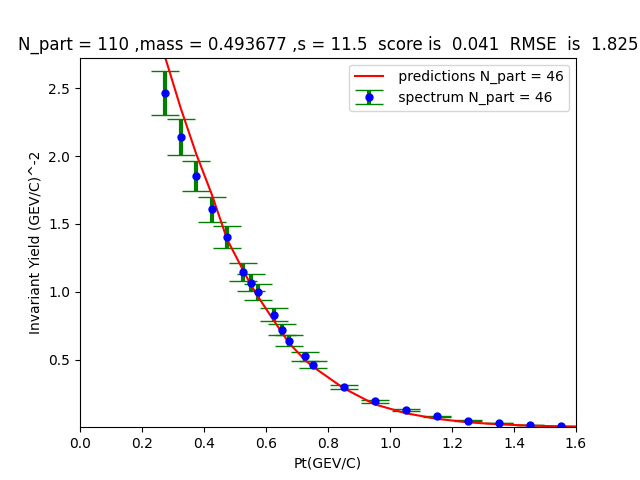 N_part = 110 ,mass = 0.493677 ,s = 11.5  score is  0.041  RMSE  is  1.825
predictions N_part = 46
spectrum N_part = 46
Invariant Yield (GEV/C)^-2
2.5
2.0
1.5
1.0
0.5
0.0 0.2 0.4 0.6 0.8 1.0 1.2 1.4 1.6
Pt(GEV/C)